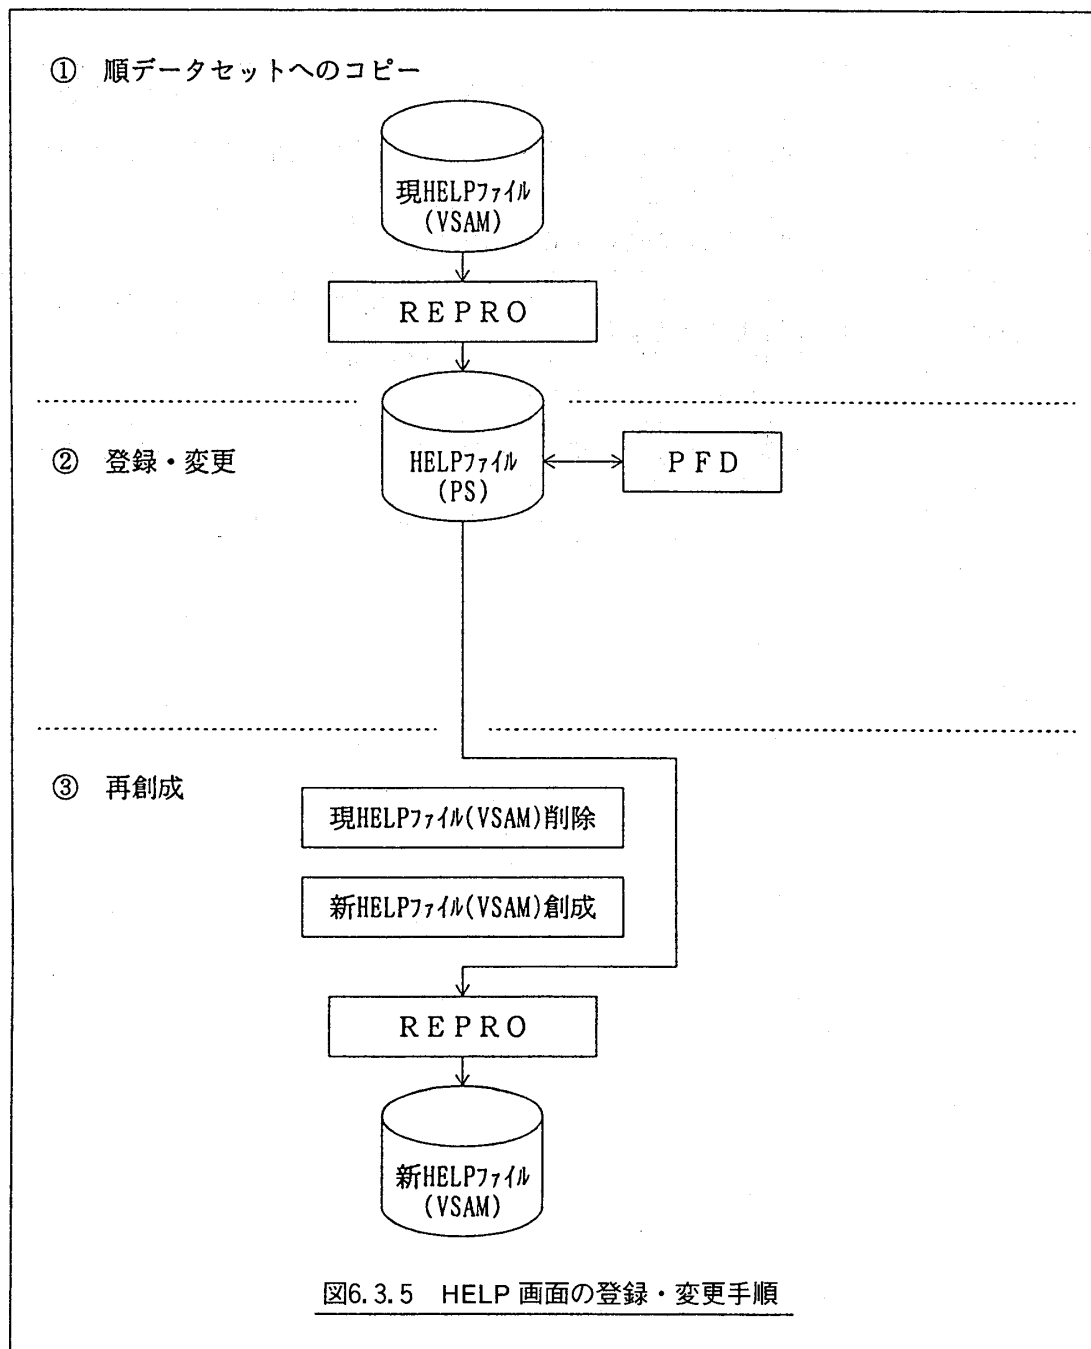 ① 順データセットへのコピー
現HELPファイル
(VSAM)
REPRO
② 登録・変更
HELPファイル
(PS)
PFD
③ 再創成
現HELPファイル(VSAM)削除
新HELPファイル(VSAM)創成
REPRO
新HELPファイル
(VSAM)
図6.3.5 HELP 画面の登録・変更手順